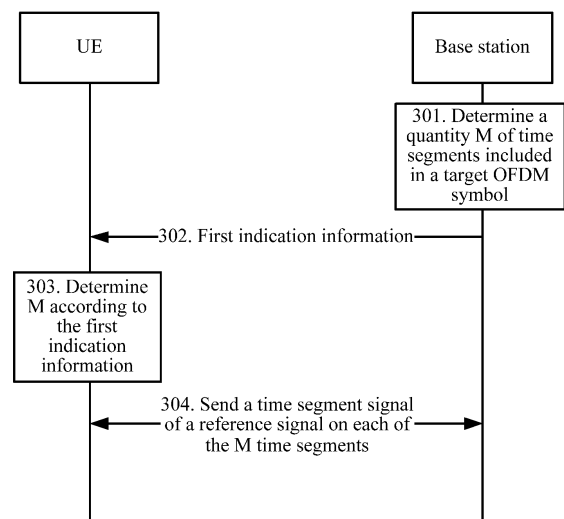 UE
Base station
301. Determine a
quantity M of time
segments included
in a target OFDM
symbol
302. First indication information
303. Determine
M according to
the first
indication
information
304. Send a time segment signal
of a reference signal on each of
the M time segments